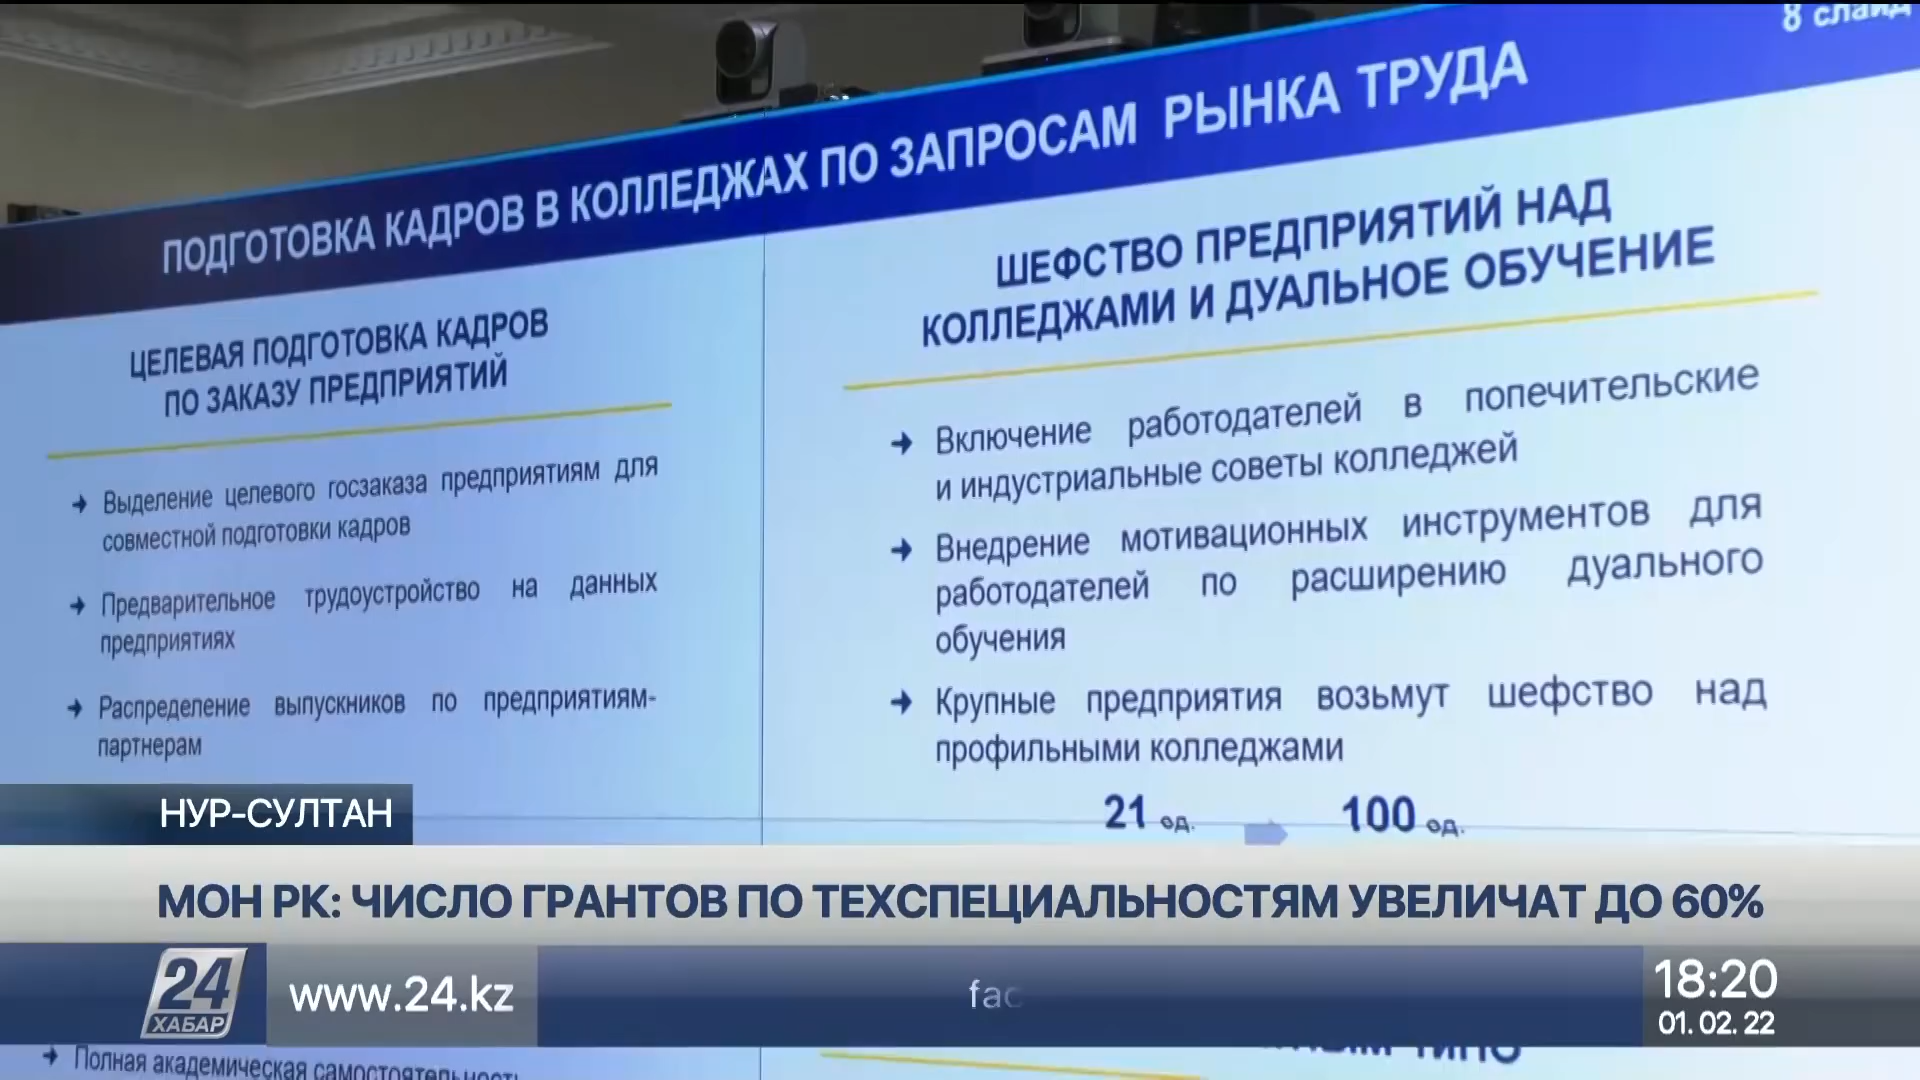 8 слайд
ПОДГОТОВКА КАДРОВ В КОЛЛЕДЖАХ ПО ЗАПРОСАМ РЫНКА ТРУДА
ЦЕЛЕВАЯ ПОДГОТОВКА КАДРОВ
ПО ЗАКАЗУ ПРЕДПРИЯТИЙ
Выделение целевого госзаказа предприятиям для
совместной подготовки кадров
Предварительное трудоустройство на данных
предприятиях
Распределение выпускников по предприятиям-
партнерам
ШЕФСТВО ПРЕДПРИЯТИЙ НАД
КОЛЛЕДЖАМИ И ДУАЛЬНОЕ ОБУЧЕНИЕ
Включение работодателей в попечительские
и индустриальные советы колледжей
Внедрение мотивационных инструментов для
работодателей по расширению дуального
обучения
Крупные предприятия возьмут шефство над
профильными колледжами
21 од. 100 од.
НУР-СУЛТАН
МОН РК: ЧИСЛО ГРАНТОВ ПО ТЕХСПЕЦИАЛЬНОСТЯМ УВЕЛИЧАТ ДО 60%
24
ХАБАР
www.24.kz
fac
18:20
01. 02. 22
Полная академическая самостоятельность